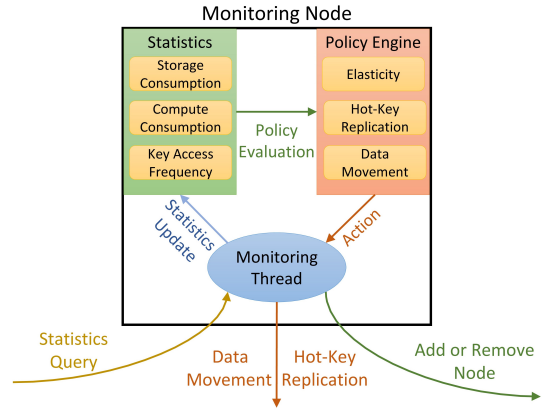 Monitoring Node
Statistics
Storage
Consumption
Compute
Consumption
Key Access
Frequency
Policy
Evaluation
Policy Engine
Elasticity
Hot-Key
Replication
Data
Movement
Statistics
Update
Action
Monitoring
Thread
Statistics
Query
Data
Movement
Hot-Key
Replication
Add or Remove
Node